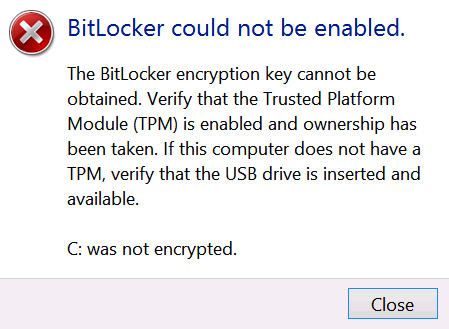 BitLocker could not be enabled.
The BitLocker encryption key cannot be
obtained. Verify that the Trusted Platform
Module (TPM) is enabled and ownership has
been taken. If this computer does not have a
TPM, verify that the USB drive is inserted and
available.
C: was not encrypted.
Close